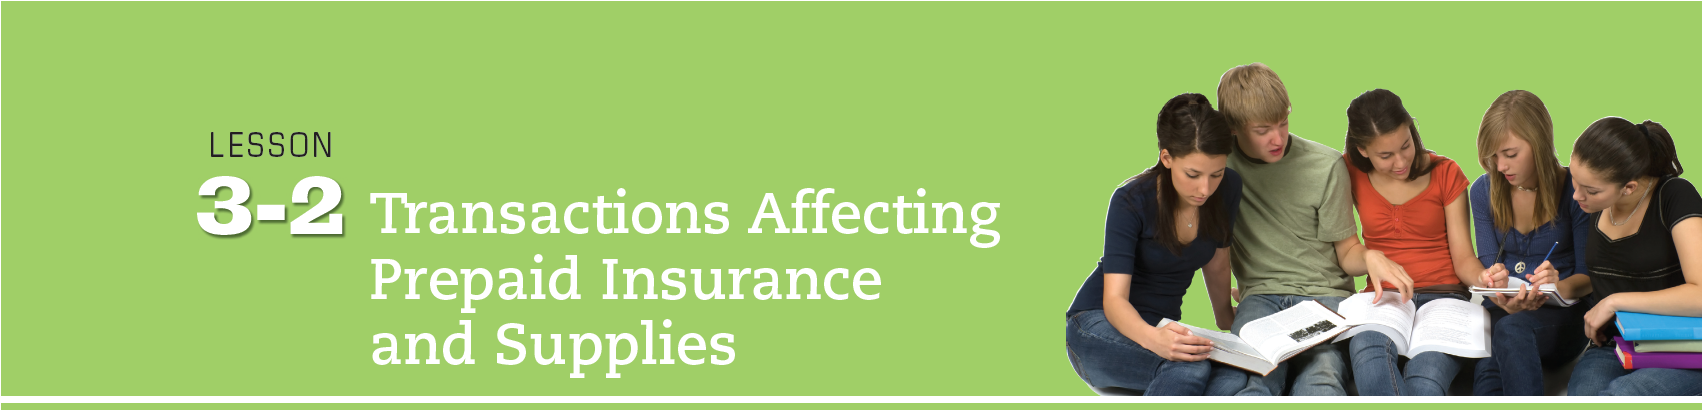 LESSON
3-2 Transactions Affecting
Prepaid Insurance
and Supplies